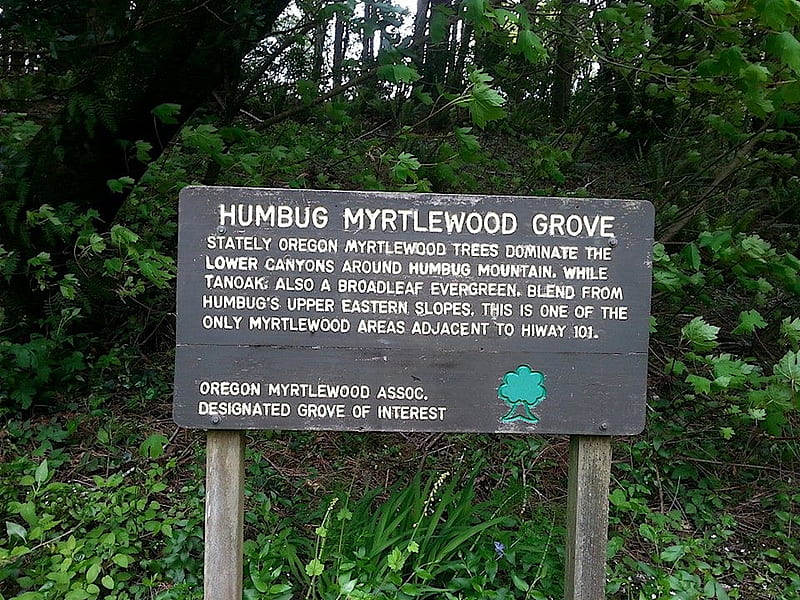 HUMBUG MYRTLEWOOD GROVE
STATELY OREGON MYRTLEWOOD TREES DOMINATE THE
LOWER CANYONS AROUND HUMBUG MOUNTAIN. WHILE
TANOAK, ALSO A BROADLEAF EVERGREEN, BLEND FROM
HUMBUG'S UPPER EASTERN SLOPES. THIS IS ONE OF THE
ONLY MYRTLEWOOD AREAS ADJACENT TO HIWAY 101.
OREGON MYRTLEWOOD ASSOC.
DESIGNATED GROVE OF INTEREST